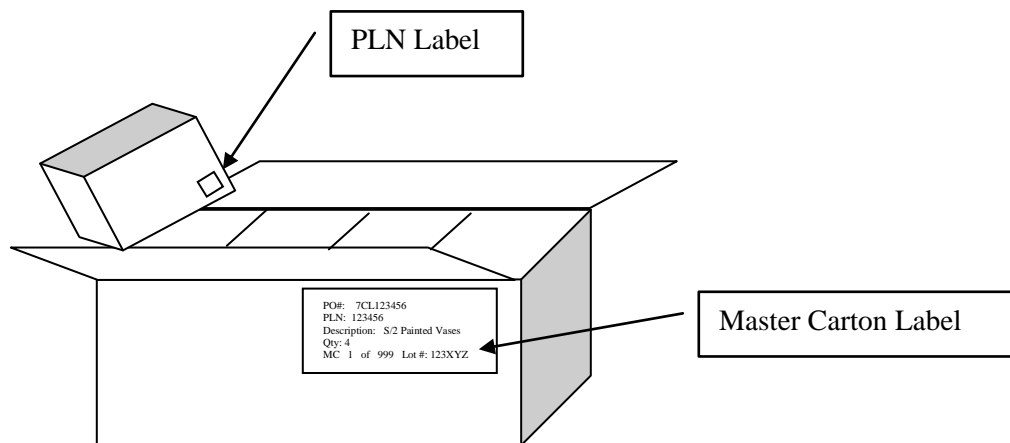 PLN Label
PO#: 7CL123456
PLN: 123456
Description: S/2 Painted Vases
Qty: 4
MC 1 of 999 Lot #: 123XYZ
Master Carton Label